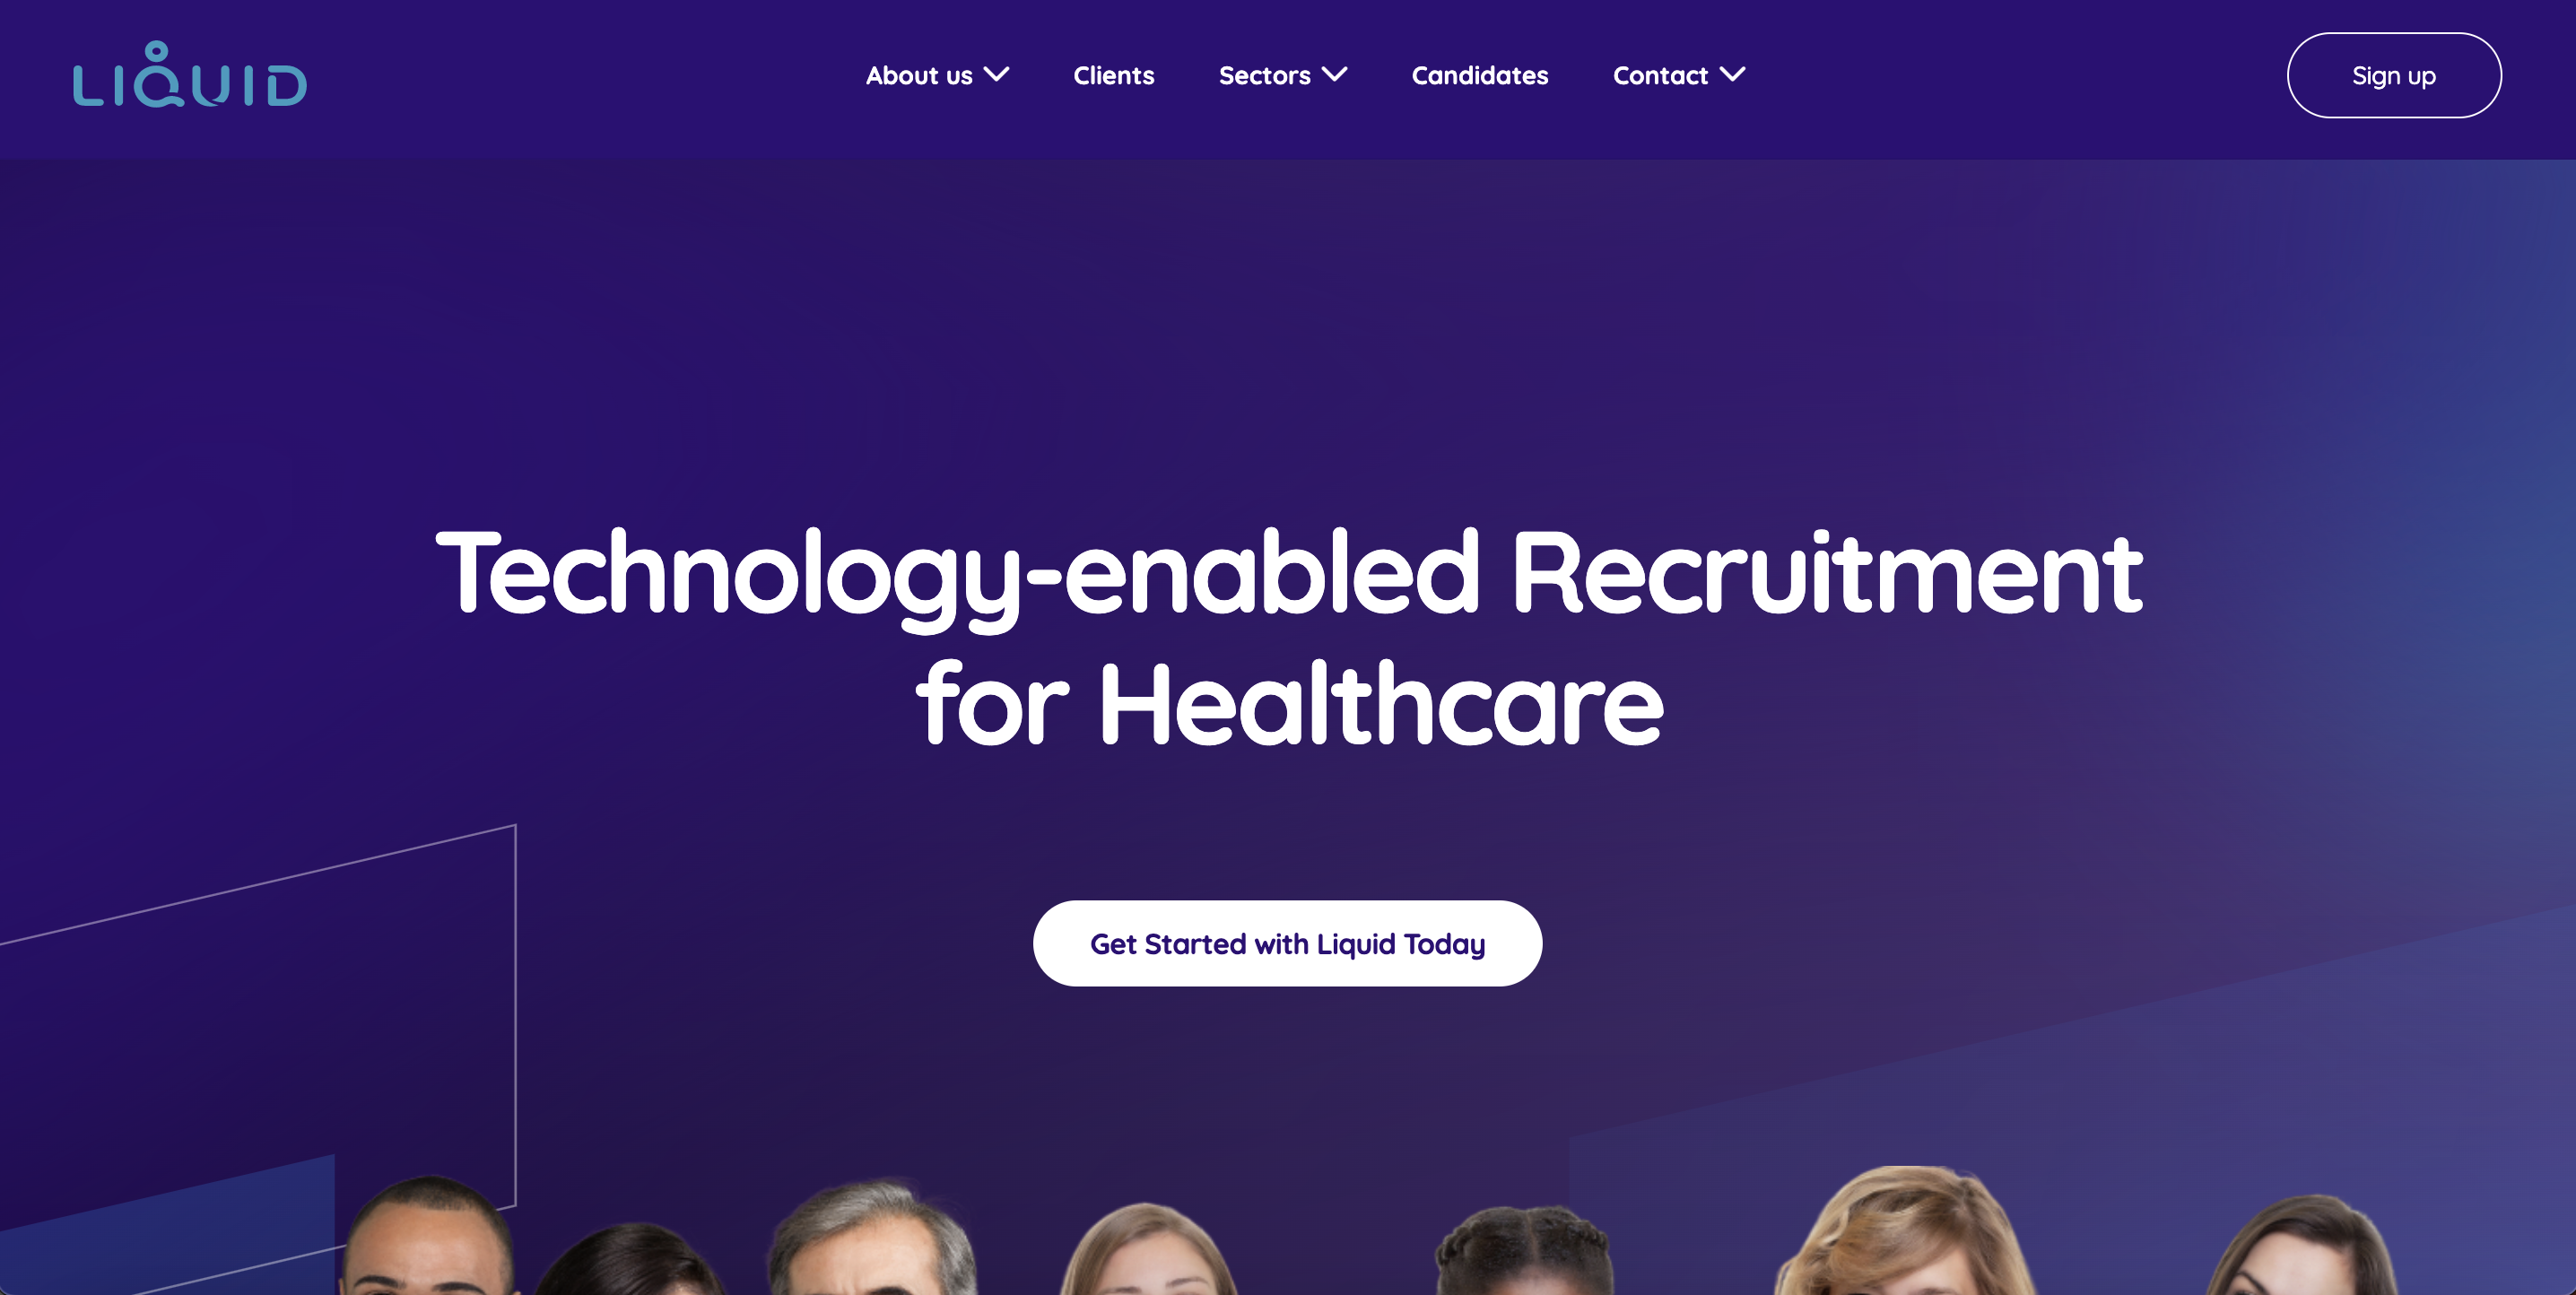 LIQUID
About us
Clients
Sectors
Candidates
Contact
Sign up
Technology-enabled Recruitment
for Healthcare
Get Started with Liquid Today